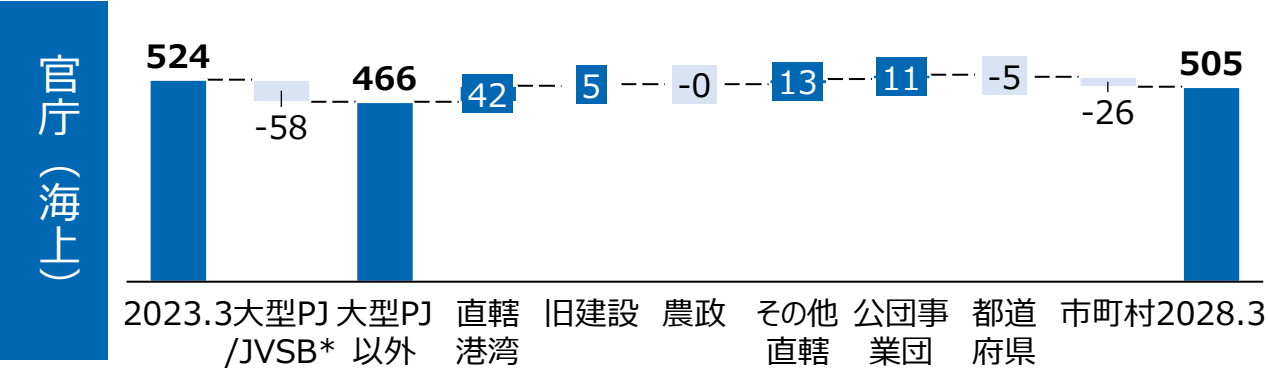 官庁（海上）
524
-58
466
42
5
-0
13
11
-5
-26
505
2023.3
大型PJ
/JVSB*
大型PJ
以外
直轄
港湾
旧建設
農政
その他
直轄
公団事
業団
都道
府県
市町村
2028.3